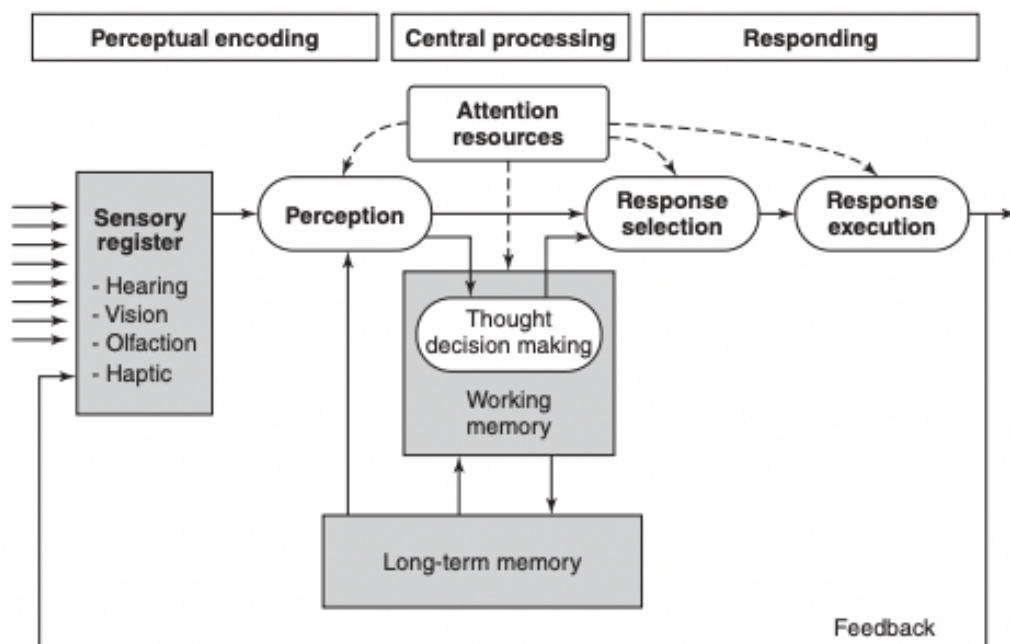 Perceptual encoding
Central processing
Responding
Attention
resources
Sensory
register
- Hearing
- Vision
- Olfaction
- Haptic
Perception
Response
selection
Response
execution
Thought
decision making
Working
memory
Long-term memory
Feedback